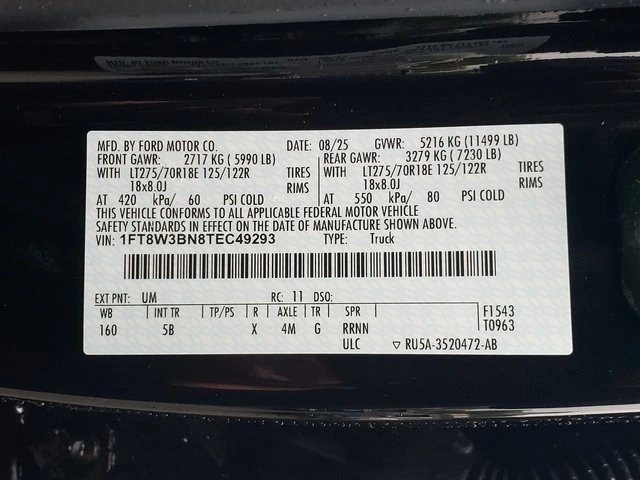 MFD. BY FORD MOTOR CO. DATE: 08/25 GVWR: 5216 KG (11499 LB)
FRONT GAWR: 2717 KG ( 5990 LB) REAR GAWR: 3279 KG ( 7230 LB)
WITH LT275/70R18E 125/122R TIRES WITH LT275/70R18E 125/122R TIRES
18x8.0J RIMS 18x8.0J RIMS
AT 420 kPa/ 60 PSI COLD AT 550 kPa/ 80 PSI COLD
THIS VEHICLE CONFORMS TO ALL APPLICABLE FEDERAL MOTOR VEHICLE
SAFETY STANDARDS IN EFFECT ON THE DATE OF MANUFACTURE SHOWN ABOVE.
VIN: 1FT8W3BN8TEC49293 TYPE: Truck
EXT PNT: UM RC: 11 DSO:
WB INT TR TP/PS R AXLE TR SPR F1543
160 5B X 4M G RRNN T0963
ULC ▽ RU5A-3520472-AB